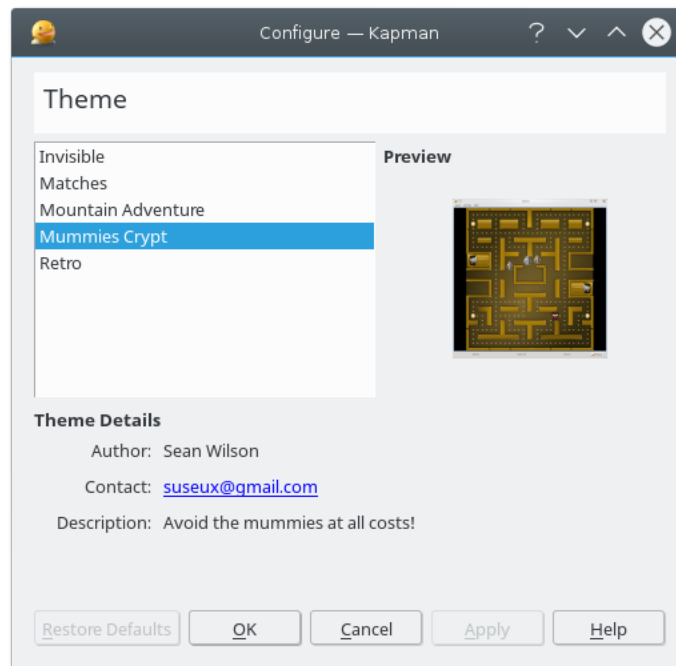 Configure — Kapman
Theme
Invisible
Matches
Mountain Adventure
Mummies Crypt
Retro
Preview
Theme Details
Author: Sean Wilson
Contact: suseux@gmail.com
Description: Avoid the mummies at all costs!
Restore Defaults
OK
Cancel
Apply
Help